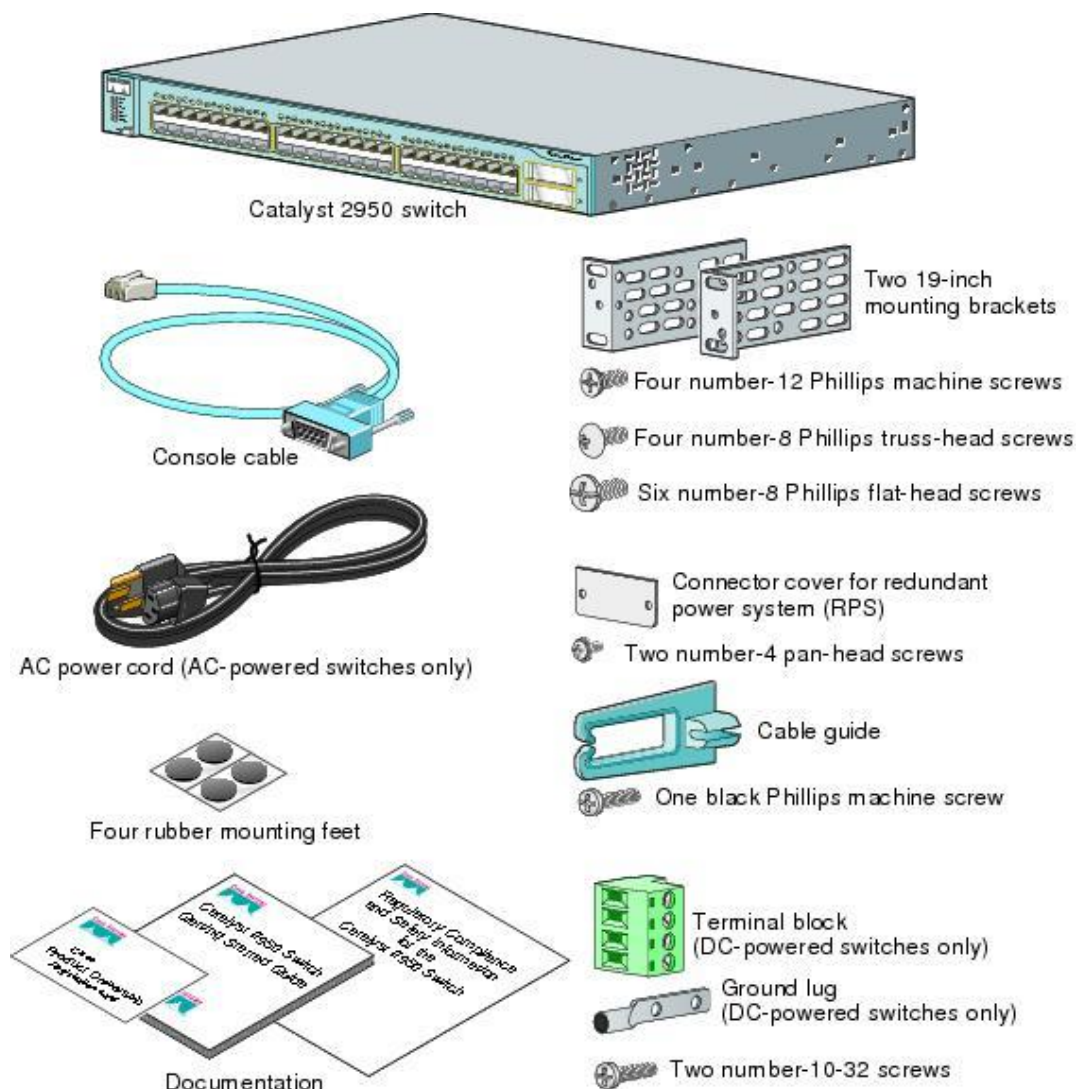 Catalyst 2950 switch
Console cable
AC power cord (AC-powered switches only)
Four rubber mounting feet
Catalyst 2950 Switch
Getting Started Guide
Regulatory Compliance
and Safety Information
for the
Catalyst 2950 Switch
Documentation
Two 19-inch
mounting brackets
Four number-12 Phillips machine screws
Four number-8 Phillips truss-head screws
Six number-8 Phillips flat-head screws
Connector cover for redundant
power system (RPS)
Two number-4 pan-head screws
Cable guide
One black Phillips machine screw
Terminal block
(DC-powered switches only)
Ground lug
(DC-powered switches only)
Two number-10-32 screws